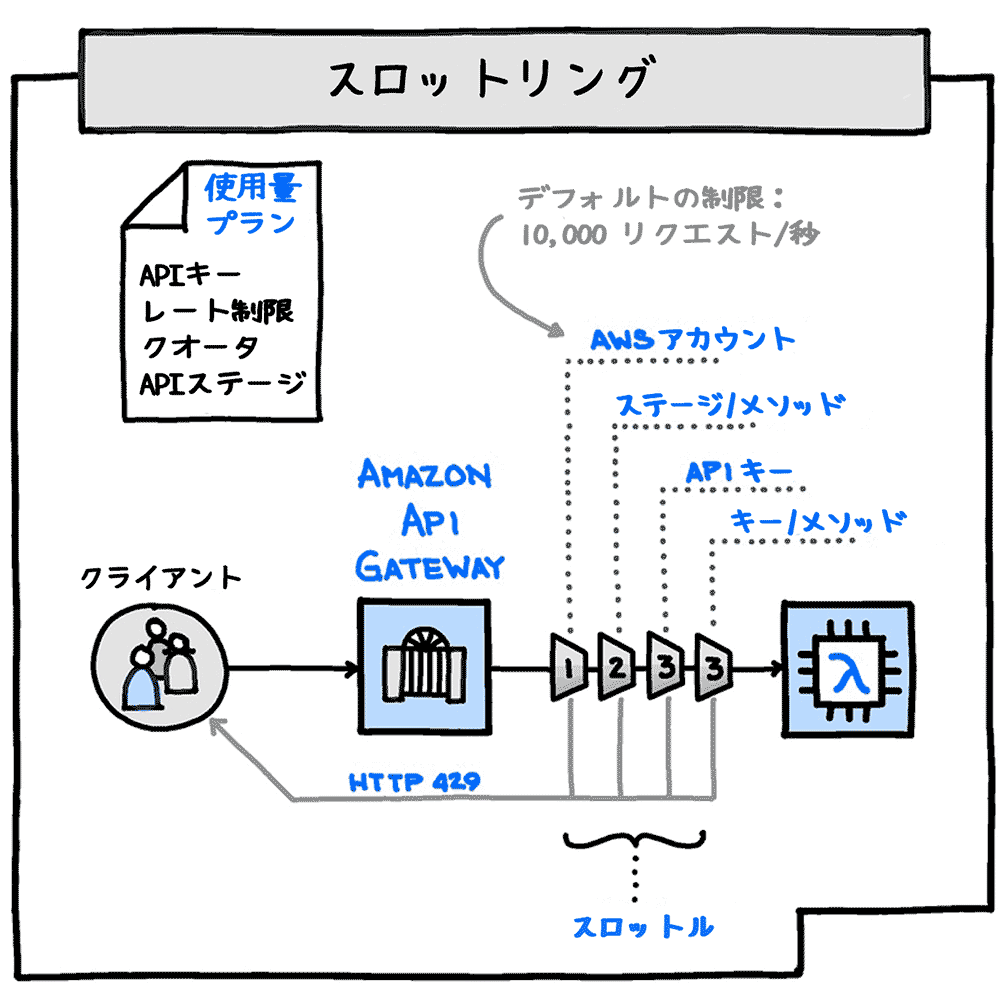 スロットリング
使用量
プラン
APIキー
レート制限
クオータ
APIステージ
デフォルトの制限:
10,000 リクエスト/秒
AWSアカウント
ステージ/メソッド
APIキー
キー/メソッド
AMAZON
API
GATEWAY
クライアント
1
2
3
3
λ
HTTP 429
スロットル